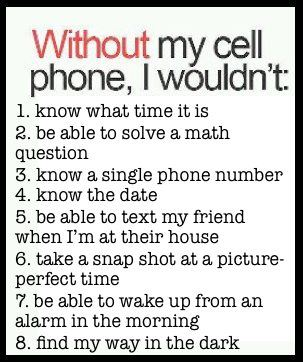 Without my cell
phone, I wouldn't:
1. know what time it is
2. be able to solve a math
question
3. know a single phone number
4. know the date
5. be able to text my friend
when I'm at their house
6. take a snap shot at a picture-
perfect time
7. be able to wake up from an
alarm in the morning
8. find my way in the dark